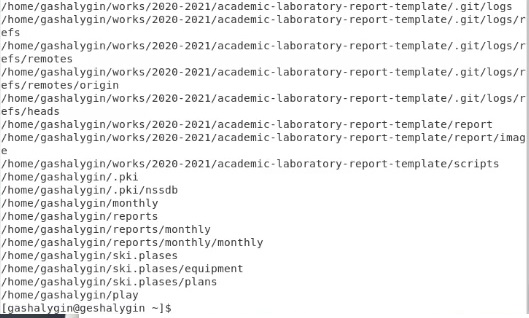 /home/gashalygin/works/2020-2021/academic-laboratory-report-template/.git/logs
/home/gashalygin/works/2020-2021/academic-laboratory-report-template/.git/logs/r
efs
/home/gashalygin/works/2020-2021/academic-laboratory-report-template/.git/logs/r
efs/remotes
/home/gashalygin/works/2020-2021/academic-laboratory-report-template/.git/logs/r
efs/remotes/origin
/home/gashalygin/works/2020-2021/academic-laboratory-report-template/.git/logs/r
efs/heads
/home/gashalygin/works/2020-2021/academic-laboratory-report-template/report
/home/gashalygin/works/2020-2021/academic-laboratory-report-template/report/imag
e
/home/gashalygin/works/2020-2021/academic-laboratory-report-template/scripts
/home/gashalygin/.pki
/home/gashalygin/.pki/nssdb
/home/gashalygin/monthly
/home/gashalygin/reports
/home/gashalygin/reports/monthly
/home/gashalygin/reports/monthly/monthly
/home/gashalygin/ski.plases
/home/gashalygin/ski.plases/equipment
/home/gashalygin/ski.plases/plans
/home/gashalygin/play
[gashalygin@geshalygin ~]$